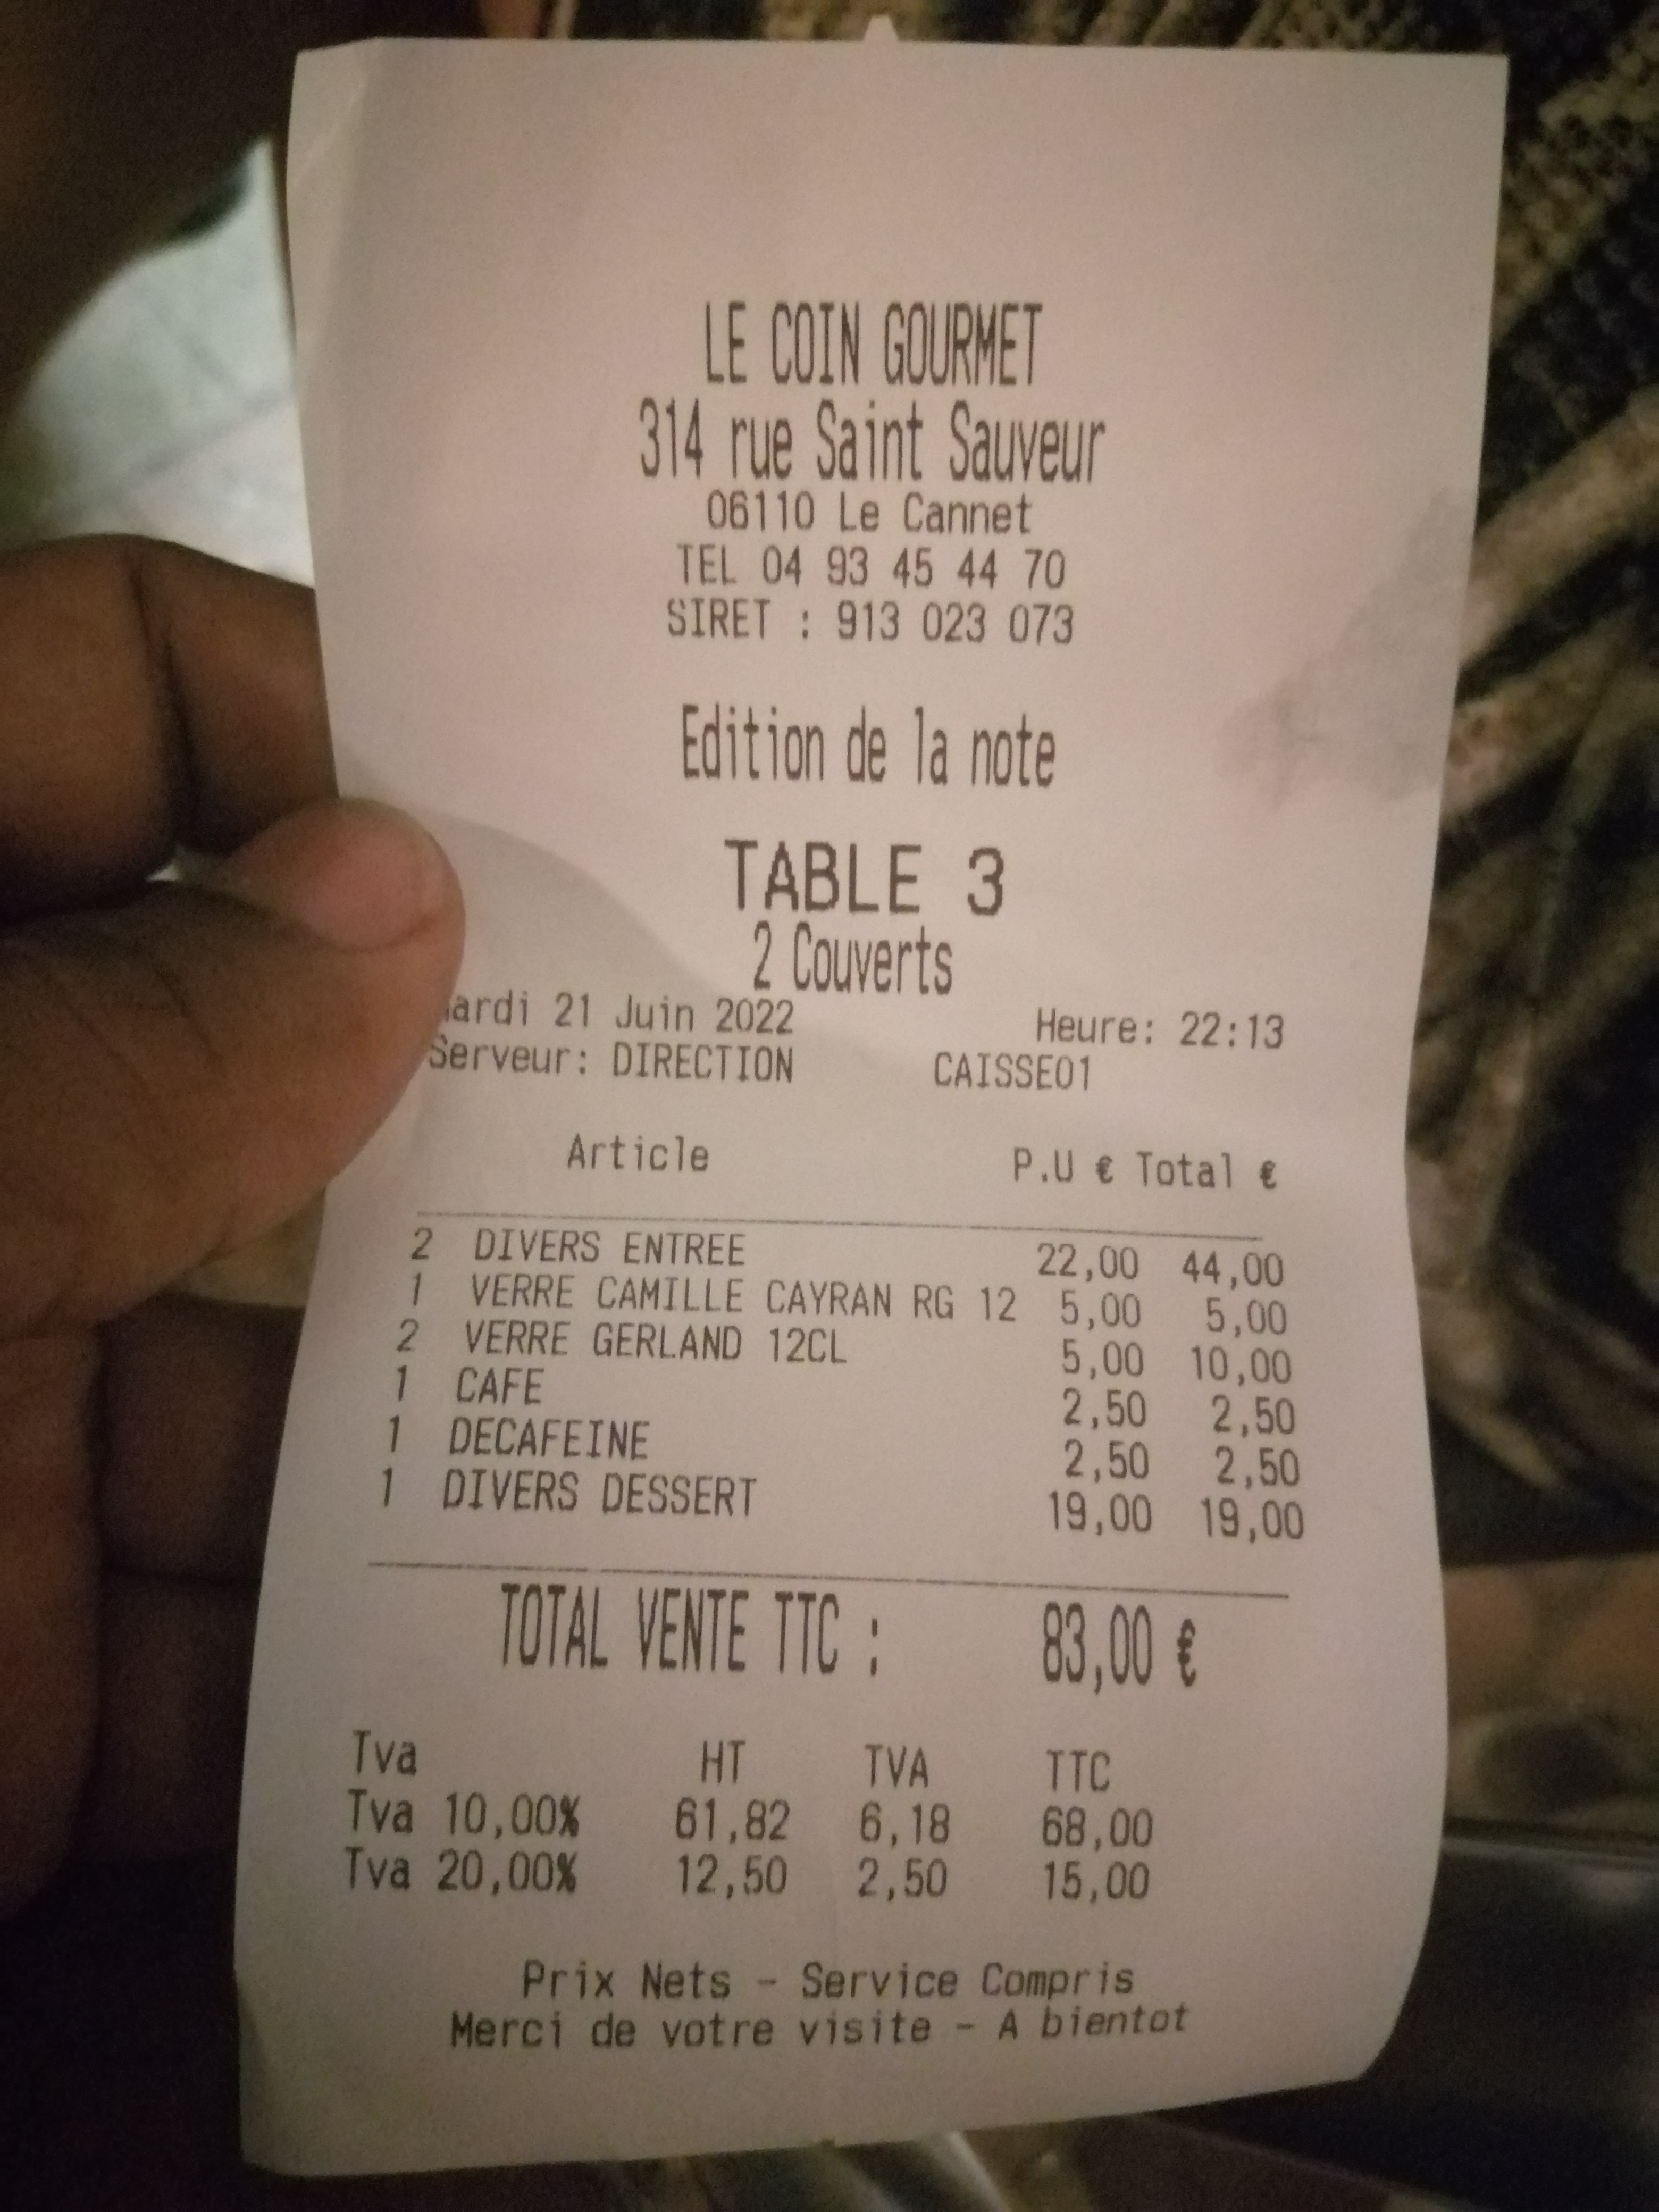 LE COIN GOURMET
314 rue Saint Sauveur
06110 Le Cannet
TEL 04 93 45 44 70
SIRET : 913 023 073
Edition de la note
TABLE 3
2 Couverts
ardi 21 Juin 2022 Heure: 22:13
Serveur: DIRECTION CAISSE01
Article P.U € Total €
2 DIVERS ENTREE 22,00 44,00
1 VERRE CAMILLE CAYRAN RG 12 5,00 5,00
2 VERRE GERLAND 12CL 5,00 10,00
1 CAFE 2,50 2,50
1 DECAFEINE 2,50 2,50
1 DIVERS DESSERT 19,00 19,00
TOTAL VENTE TTC : 83,00 €
Tva HT TVA TTC
Tva 10,00% 61,82 6,18 68,00
Tva 20,00% 12,50 2,50 15,00
Prix Nets - Service Compris
Merci de votre visite - A bientot